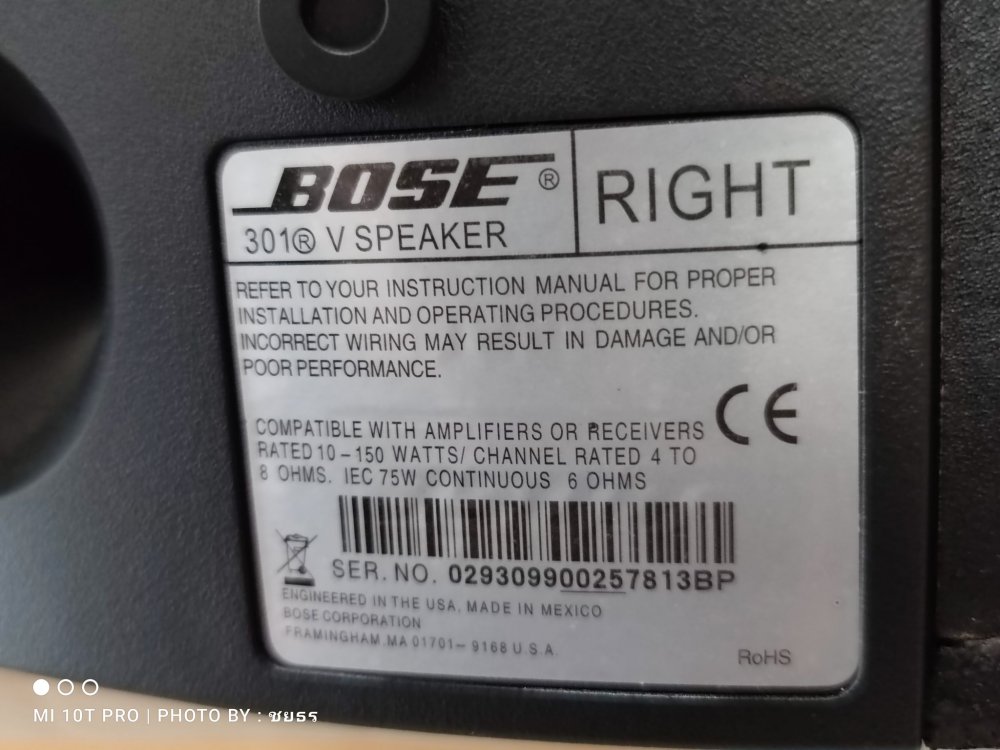 BOSE®
301® V SPEAKER
RIGHT
REFER TO YOUR INSTRUCTION MANUAL FOR PROPER
INSTALLATION AND OPERATING PROCEDURES.
INCORRECT WIRING MAY RESULT IN DAMAGE AND/OR
POOR PERFORMANCE.
CE
COMPATIBLE WITH AMPLIFIERS OR RECEIVERS
RATED 10-150 WATTS/ CHANNEL RATED 4 TO
8 OHMS. IEC 75W CONTINUOUS 6 OHMS
SER. NO. 029309900257813BP
ENGINEERED IN THE USA, MADE IN MEXICO
BOSE CORPORATION
FRAMINGHAM.MA 01701- 9168 U.S.A.
RoHS
MI 10T PRO | PHOTO BY : ชยธร